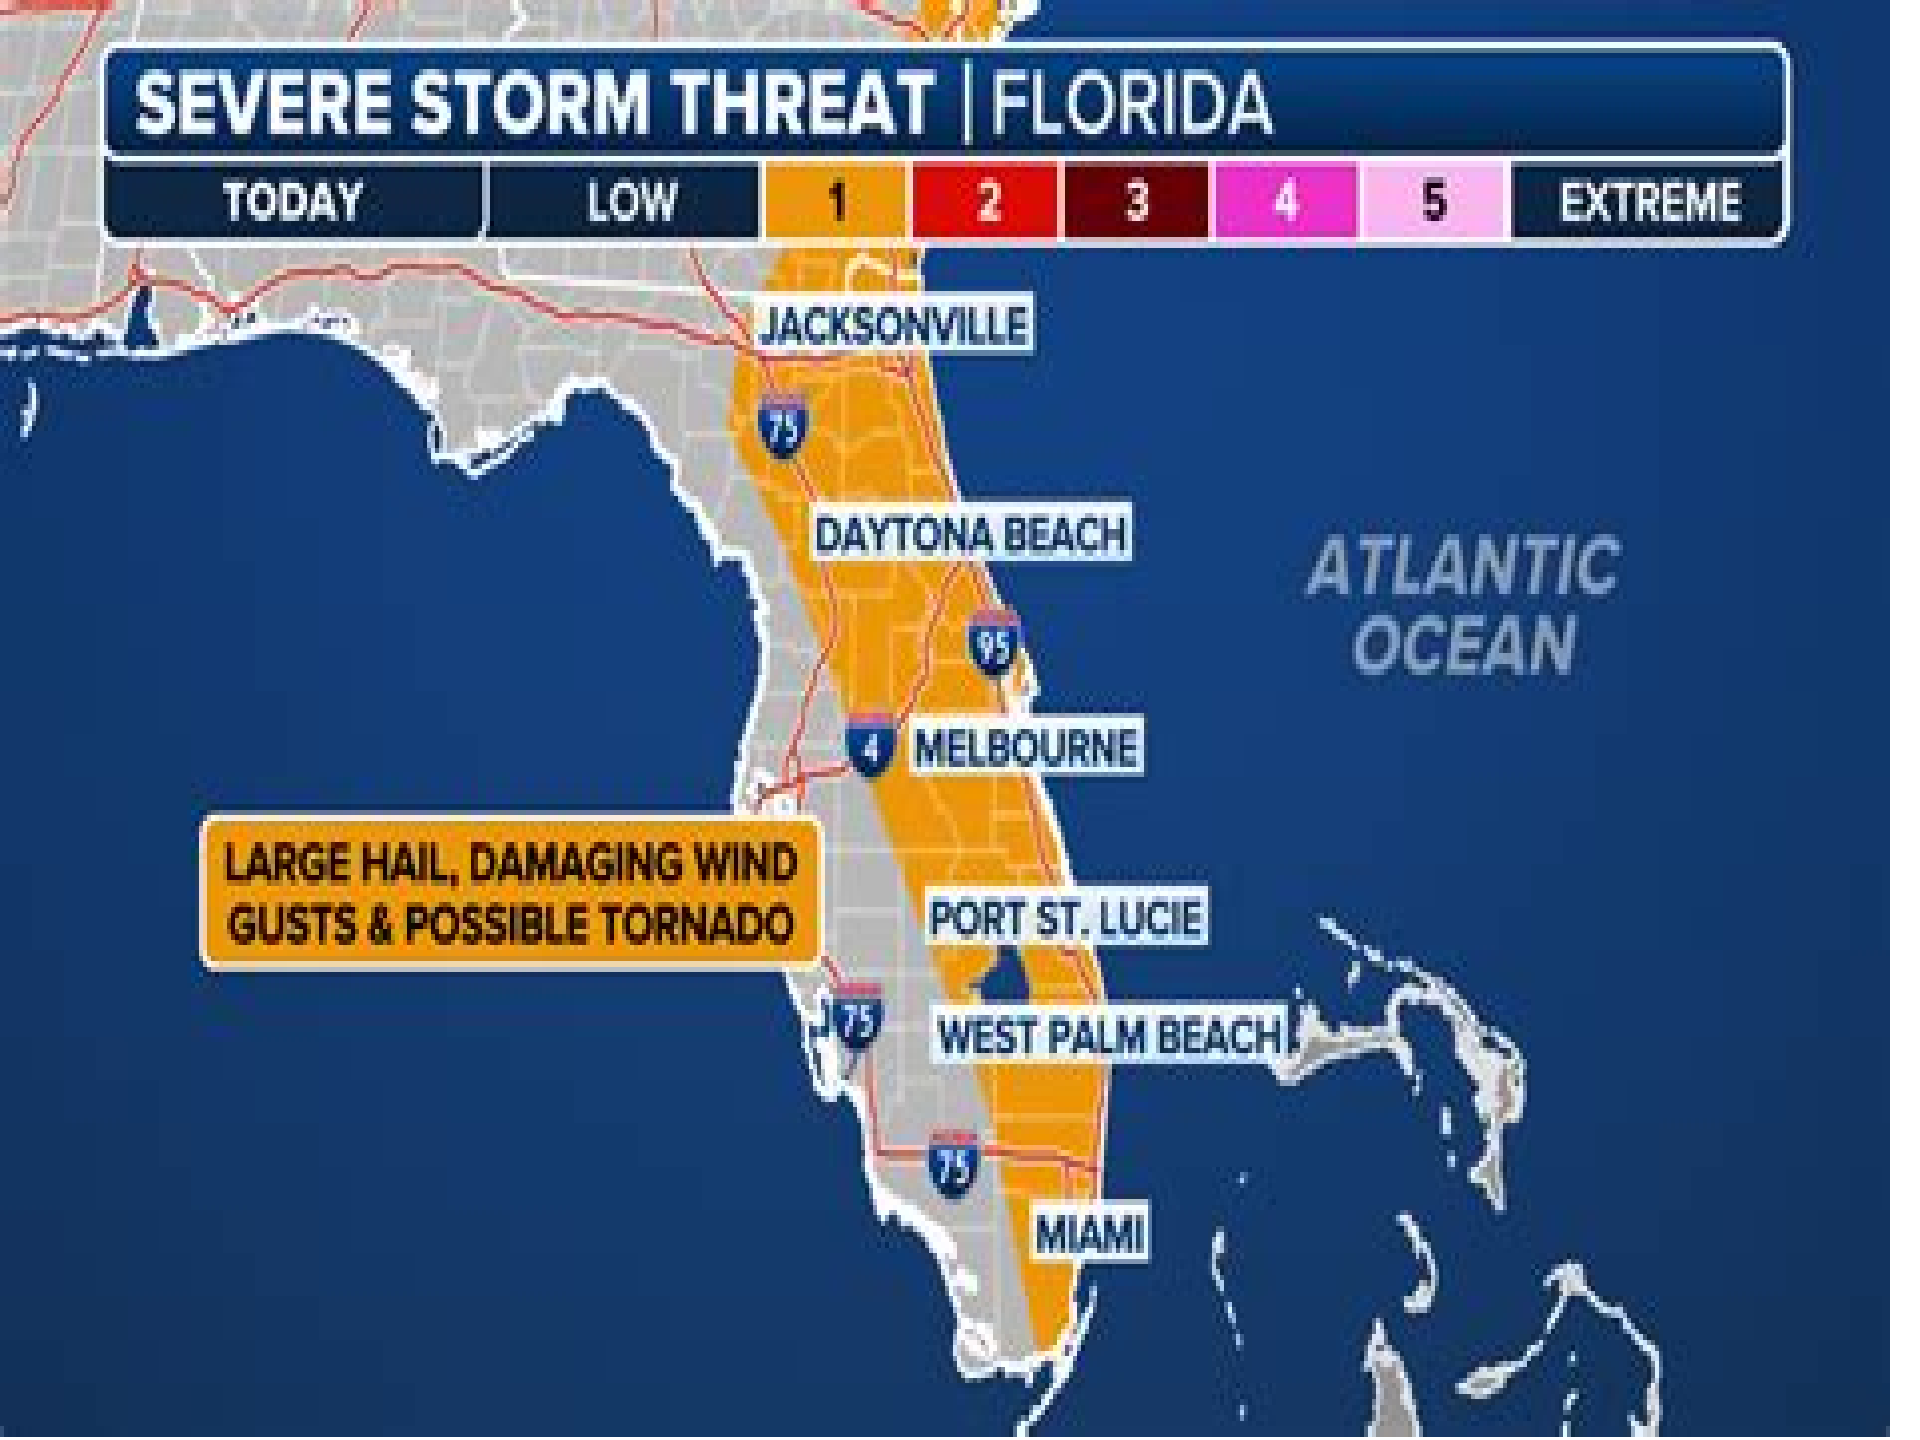 SEVERE STORM THREAT | FLORIDA
TODAY LOW 1 2 3 4 5 EXTREME
JACKSONVILLE
75
DAYTONA BEACH
ATLANTIC
OCEAN
95
4 MELBOURNE
LARGE HAIL, DAMAGING WIND
GUSTS & POSSIBLE TORNADO
PORT ST. LUCIE
75
WEST PALM BEACH
75
MIAMI